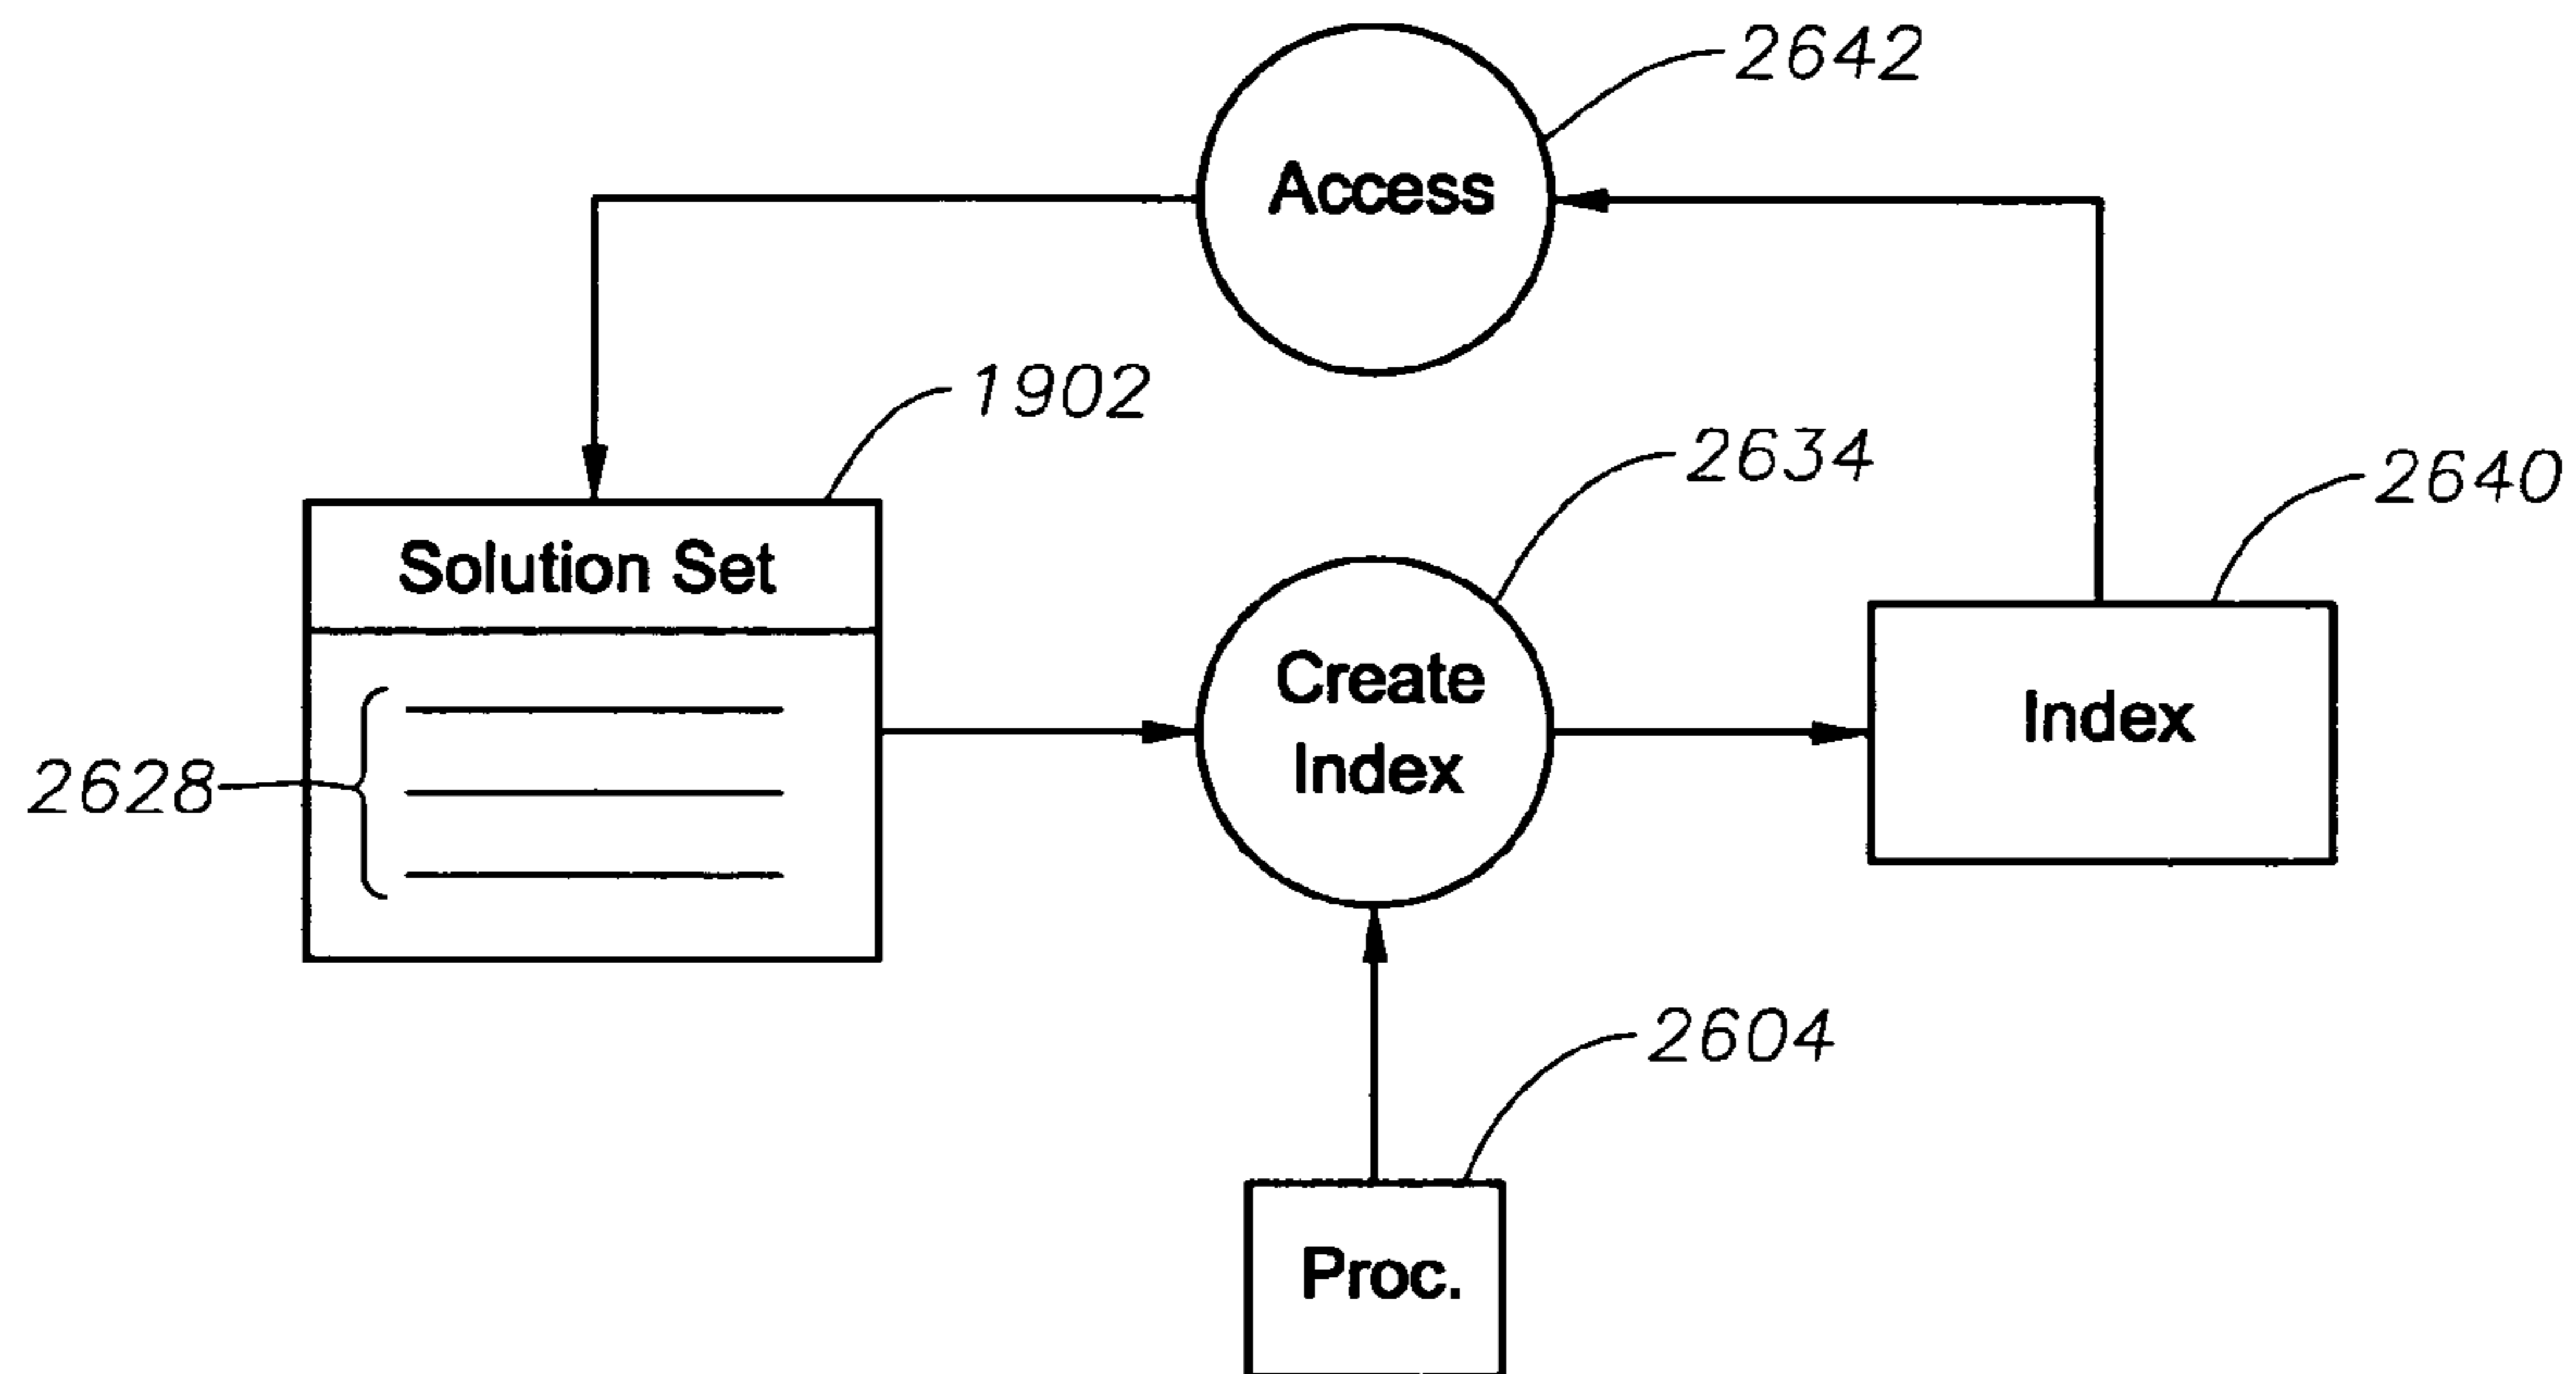 2642
Access
1902
2634
2640
Solution Set
Create
Index
Index
2628
2604
Proc.